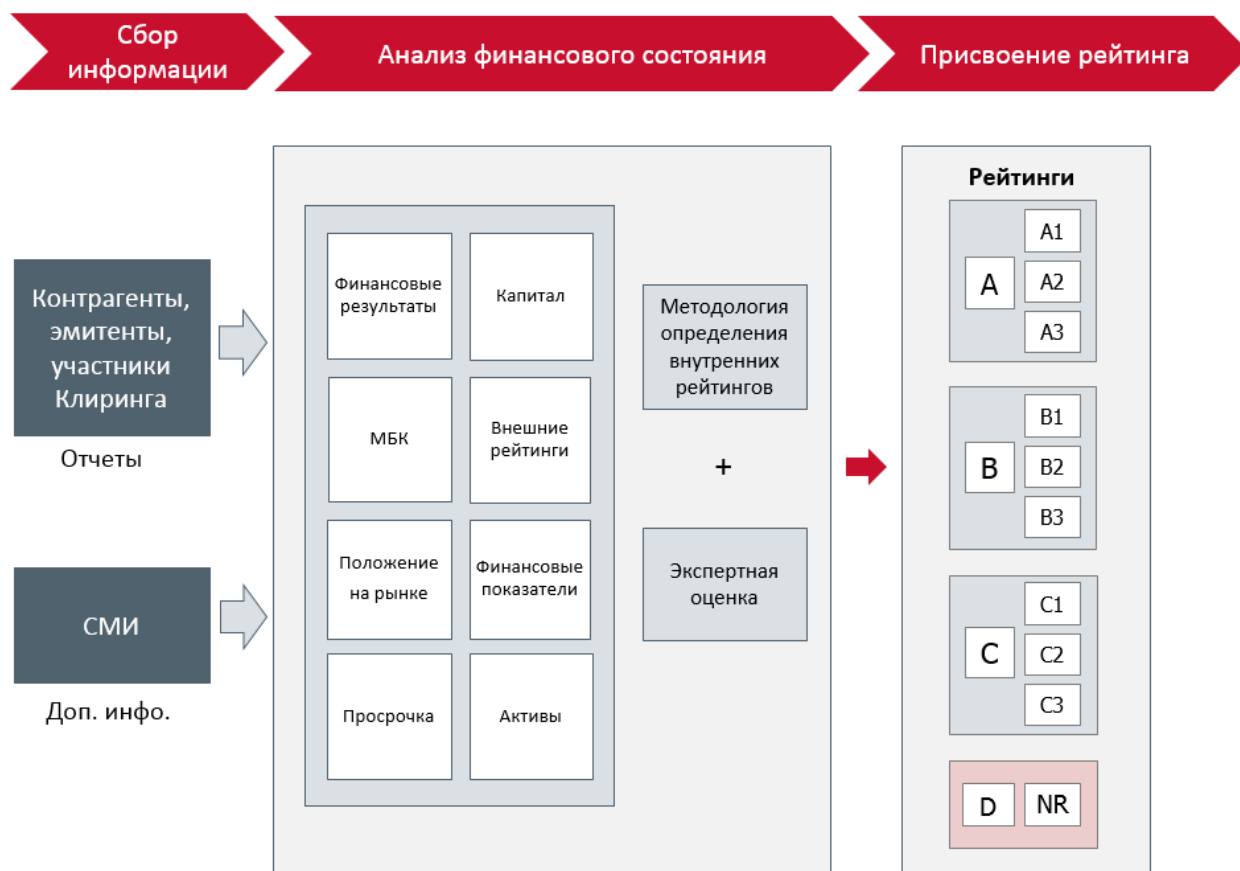 Сбор
информации
Анализ финансового состояния
Присвоение рейтинга
Контрагенты,
эмитенты,
участники
Клиринга
Отчеты
СМИ
Доп. инфо.
Финансовые
результаты
Капитал
МБК
Внешние
рейтинги
Положение
на рынке
Финансовые
показатели
Просрочка
Активы
Методология
определения
внутренних
рейтингов
+
Экспертная
оценка
Рейтинги
A
A1
A2
A3
B
B1
B2
B3
C
C1
C2
C3
D
NR